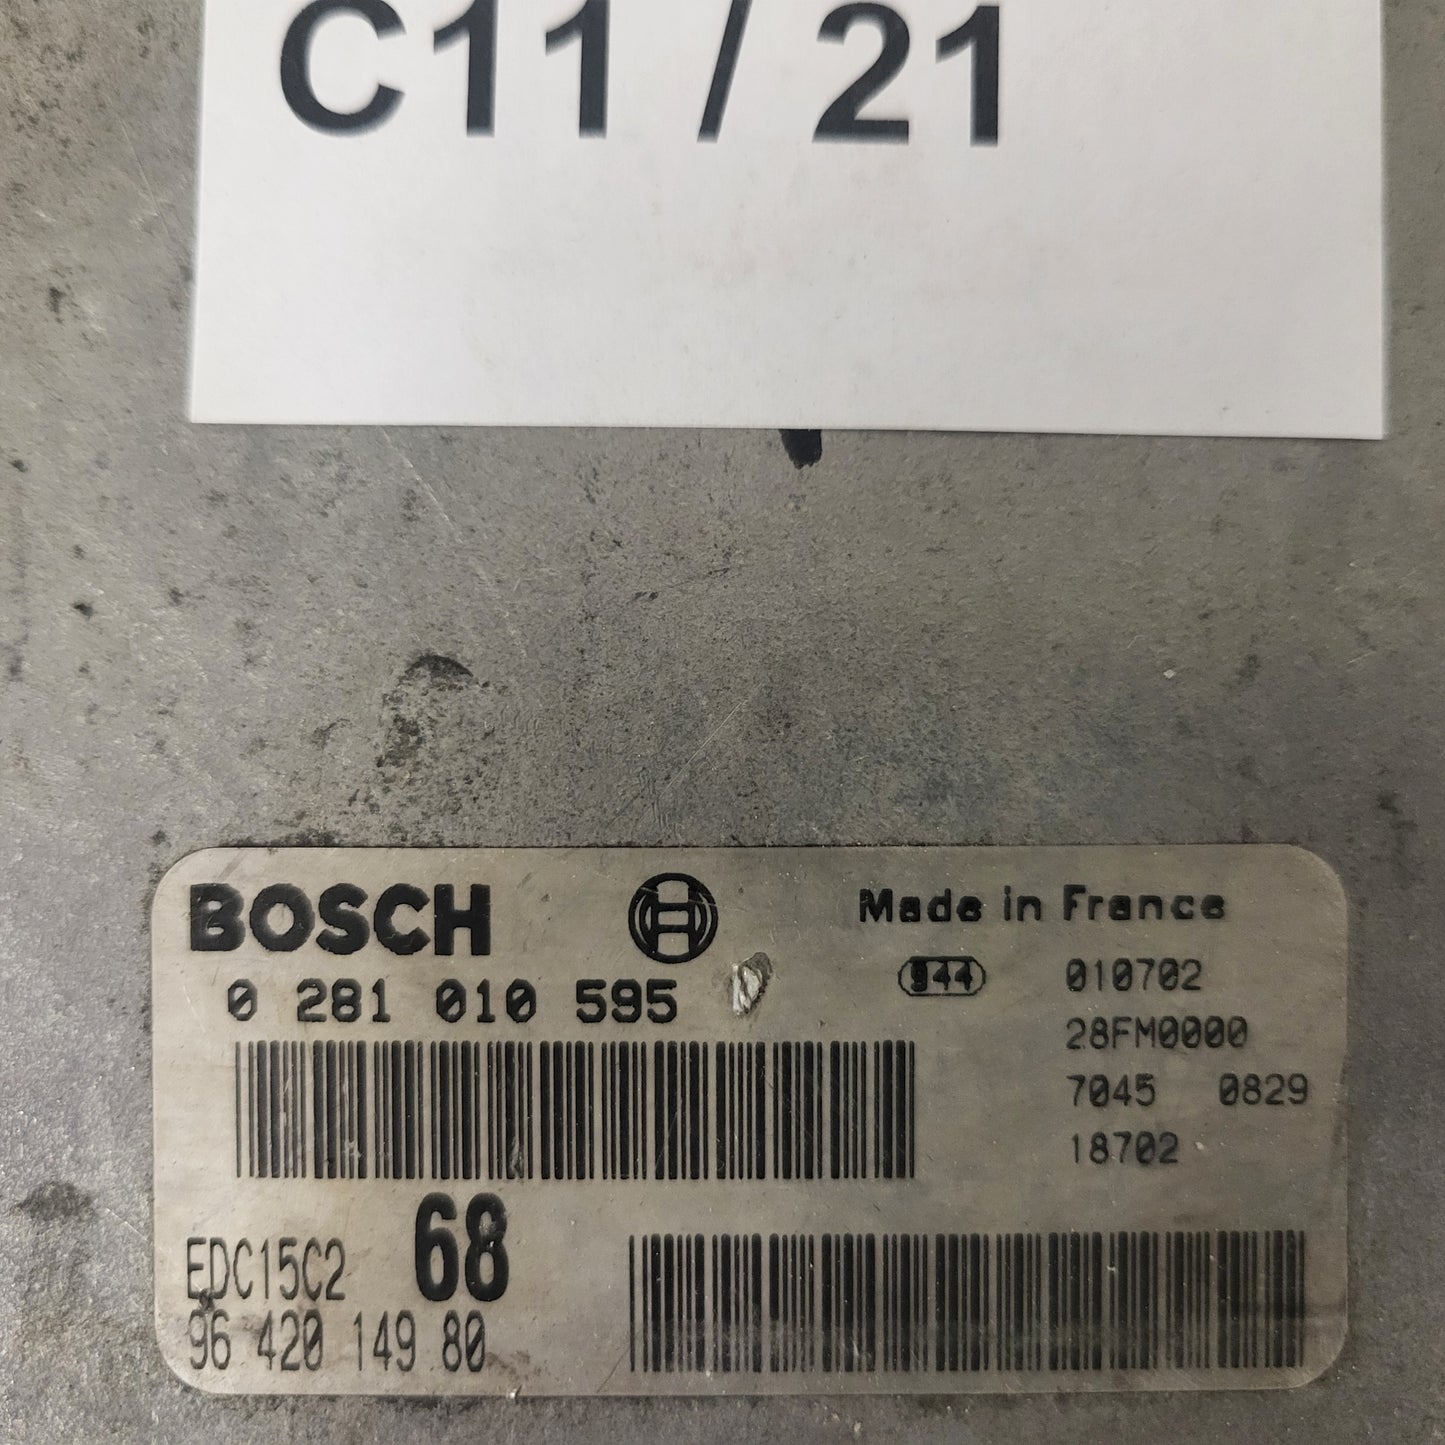 C11 / 21
BOSCH
Made in France
0 281 010 595
944
010702
28FM0000
7045 0829
18702
EDC15C2
68
96 420 149 80